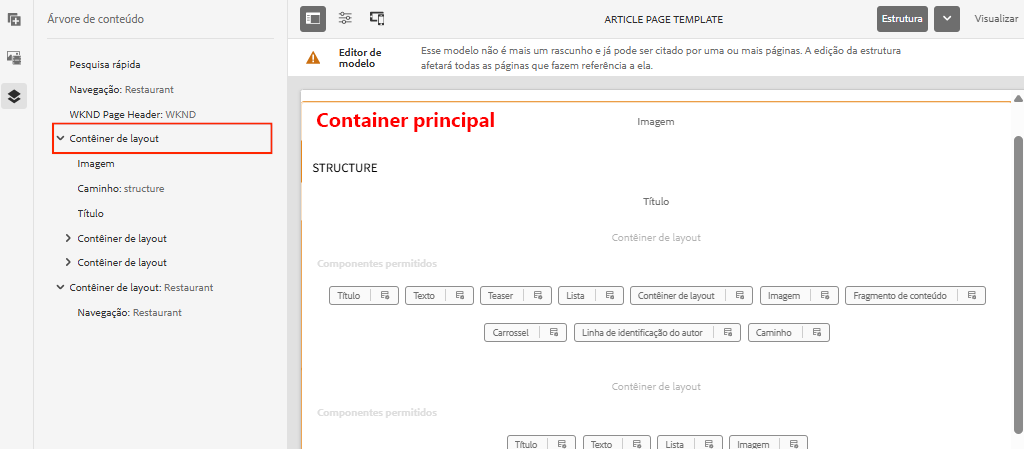 Árvore de conteúdo
Pesquisa rápida
Navegação: Restaurant
WKND Page Header: WKND
Contêiner de layout
Imagem
Caminho: structure
Título
Contêiner de layout
Contêiner de layout
Contêiner de layout: Restaurant
Navegação: Restaurant
ARTICLE PAGE TEMPLATE
Estrutura
Visualizar
Editor de
modelo
Esse modelo não é mais um rascunho e já pode ser citado por uma ou mais páginas. A edição da estrutura
afetará todas as páginas que fazem referência a ela.
Container principal
Imagem
STRUCTURE
Título
Contêiner de layout
Componentes permitidos
Título Texto Teaser Lista Contêiner de layout Imagem Fragmento de conteúdo
Carrossel Linha de identificação do autor Caminho
Contêiner de layout
Componentes permitidos
Título Texto Lista Imagem